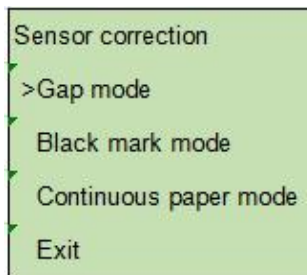 Sensor correction
>Gap mode
Black mark mode
Continuous paper mode
Exit